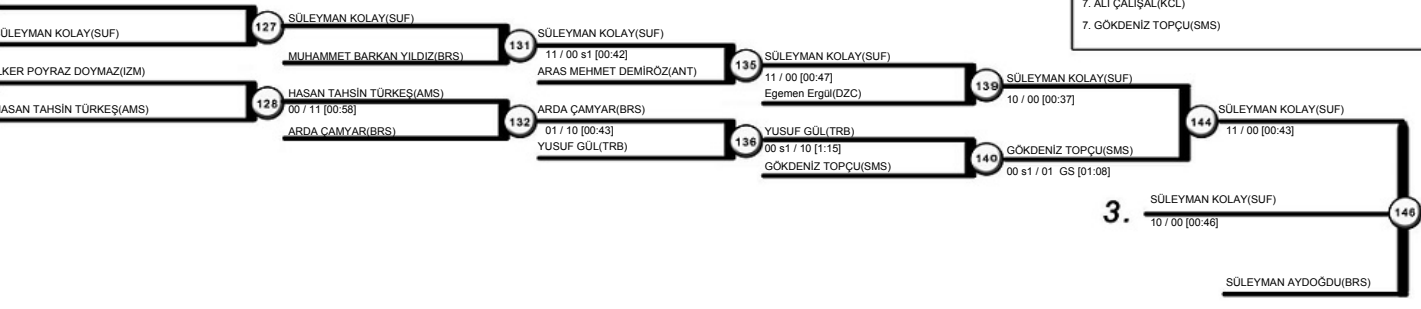 7. ALİ ÇALIŞAL(KCL)
7. GÖKDENİZ TOPÇU(SMS)
SÜLEYMAN KOLAY(SUF)
127
SÜLEYMAN KOLAY(SUF)
MUHAMMET BARKAN YILDIZ(BRS)
131
SÜLEYMAN KOLAY(SUF)
11 / 00 s1 [00:42]
ARAS MEHMET DEMİRÖZ(ANT)
135
SÜLEYMAN KOLAY(SUF)
11 / 00 [00:47]
Egemen Ergül(DZC)
139
SÜLEYMAN KOLAY(SUF)
10 / 00 [00:37]
144
SÜLEYMAN KOLAY(SUF)
11 / 00 [00:43]
LKER POYRAZ DOYMAZ(IZM)
HASAN TAHSİN TÜRKEŞ(AMS)
128
HASAN TAHSİN TÜRKEŞ(AMS)
00 / 11 [00:58]
ARDA ÇAMYAR(BRS)
132
ARDA ÇAMYAR(BRS)
01 / 10 [00:43]
YUSUF GÜL(TRB)
136
YUSUF GÜL(TRB)
00 s1 / 10 [1:15]
GÖKDENİZ TOPÇU(SMS)
140
GÖKDENİZ TOPÇU(SMS)
00 s1 / 01 GS [01:08]
3.
SÜLEYMAN KOLAY(SUF)
10 / 00 [00:46]
146
SÜLEYMAN AYDOĞDU(BRS)